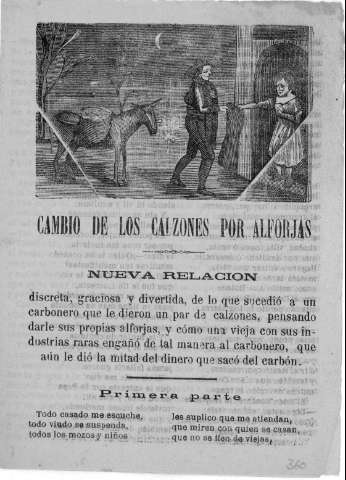 CAMBIO DE LOS CALZONES POR ALFORJAS
NUEVA RELACION
discreta, graciosa y divertida, de lo que sucedió a un
carbonero que le dieron un par de calzones, pensando
darle sus propias alforjas, y cómo una vieja con sus in-
dustrias raras engañó de tal manera al carbonero, que
aún le dió la mitad del dinero que sacó del carbón.
Primera parte
Todo casado me escuche,
todo viudo se suspenda,
todos los mozos y niños
les suplico que me atiendan,
que miren con quien se casan,
que no se fien de viejas,
360